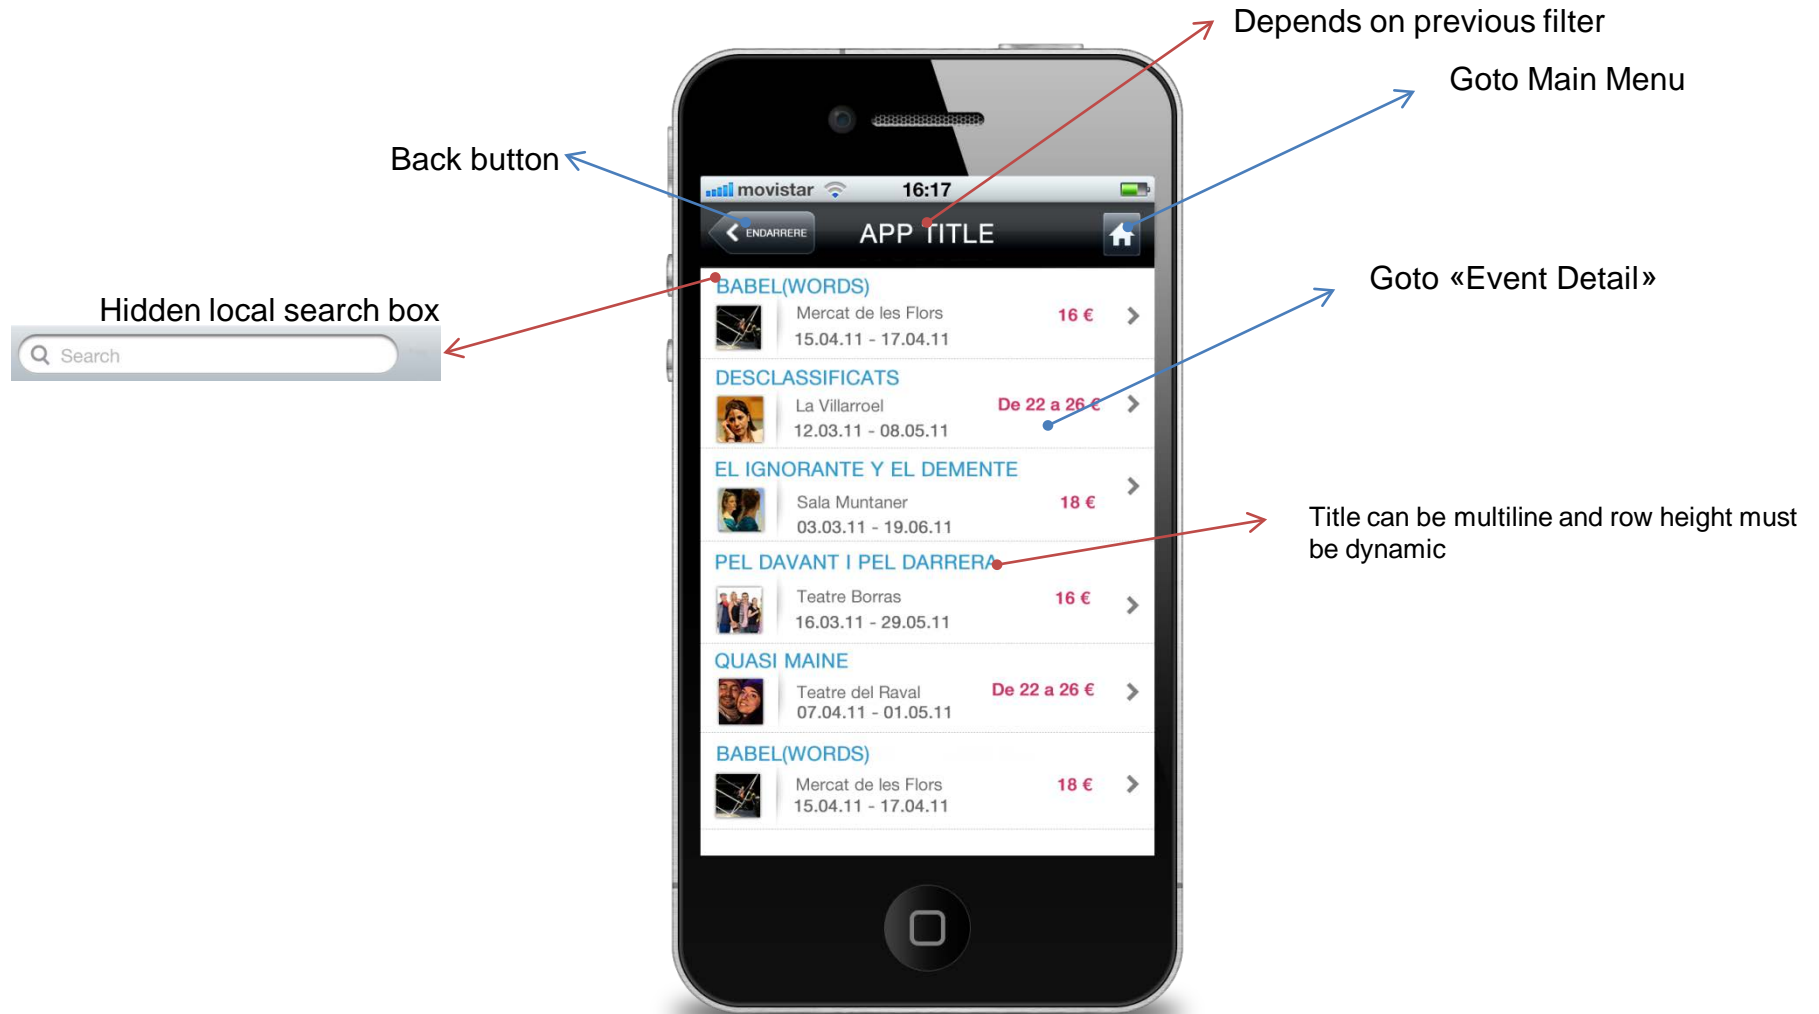 Depends on previous filter
Goto Main Menu
Back button
movistar 16:17
ENDARRERE APP TITLE
Goto «Event Detail»
Hidden local search box
Search
BABEL(WORDS)
Mercat de les Flors 16 €
15.04.11 - 17.04.11
DESCLASSIFICATS
La Villarroel De 22 a 26 €
12.03.11 - 08.05.11
EL IGNORANTE Y EL DEMENTE
Sala Muntaner 18 €
03.03.11 - 19.06.11
Title can be multiline and row height must
be dynamic
PEL DAVANT I PEL DARRERA
Teatre Borras 16 €
16.03.11 - 29.05.11
QUASI MAINE
Teatre del Raval De 22 a 26 €
07.04.11 - 01.05.11
BABEL(WORDS)
Mercat de les Flors 18 €
15.04.11 - 17.04.11